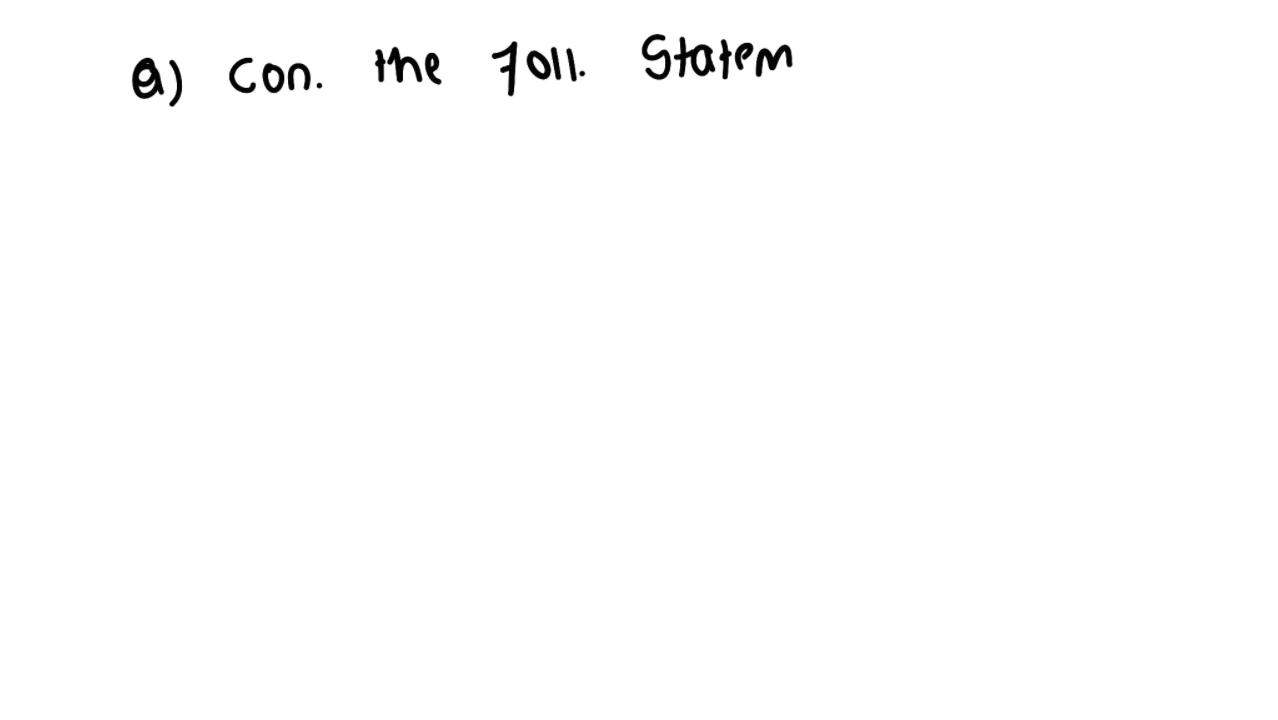 Q) Con. the foll. Statem